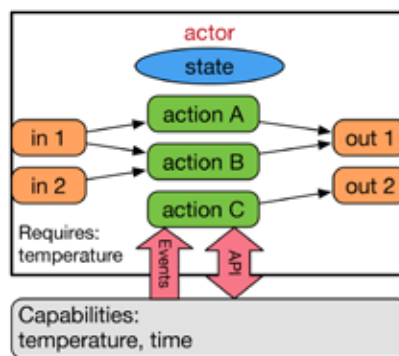 actor
state
action A
in 1
out 1
action B
in 2
out 2
action C
Requires:
temperature
Events
API
Capabilities:
temperature, time